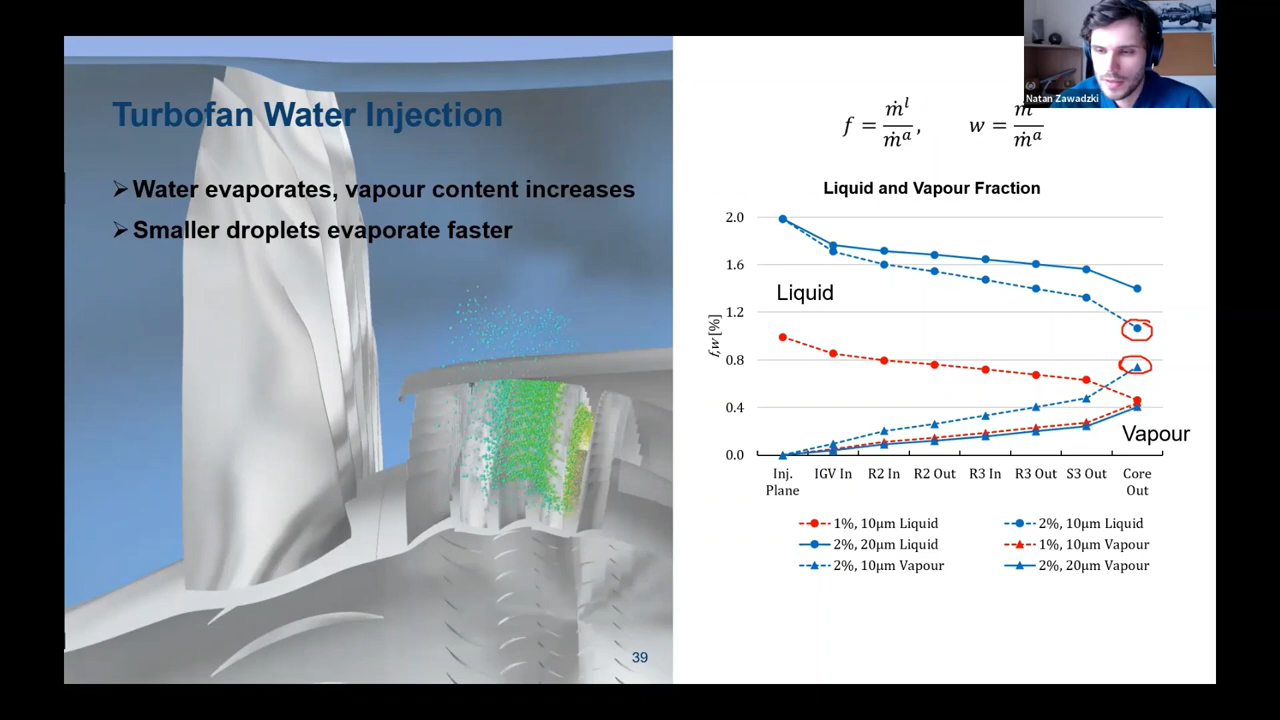 Natan Zawadzki
Turbofan Water Injection
➢ Water evaporates, vapour content increases
➢ Smaller droplets evaporate faster
39
f = ṁˡ / ṁᵃ, w = ṁ / ṁᵃ
Liquid and Vapour Fraction
f,w [%]
2.0
1.6
1.2
0.8
0.4
0.0
Liquid
Vapour
Inj. Plane IGV In R2 In R2 Out R3 In R3 Out S3 Out Core Out
1%, 10μm Liquid 2%, 10μm Liquid
2%, 20μm Liquid 1%, 10μm Vapour
2%, 10μm Vapour 2%, 20μm Vapour